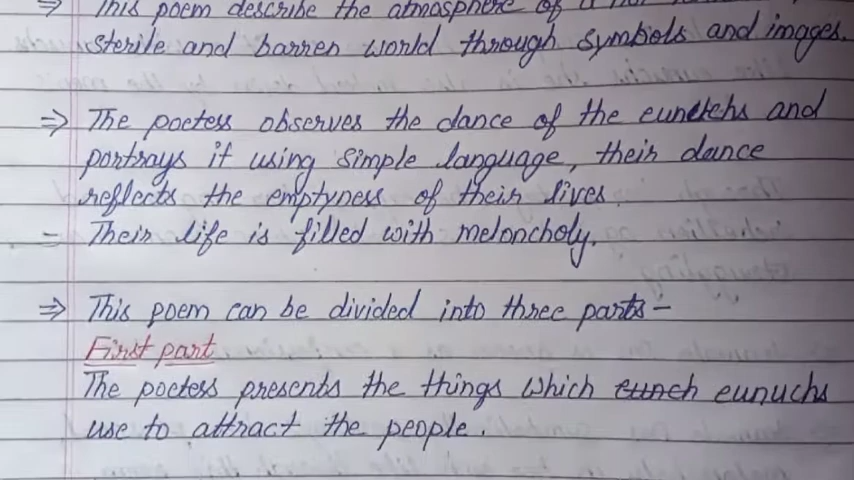 ⇒ This poem describe the atmosphere of a
sterile and barren world through symbols and images.
⇒ The poetess observes the dance of the eunetchs and
portrays it using simple language, their dance
reflects the emptyness of their lives.
- Their life is filled with meloncholy.
⇒ This poem can be divided into three parts-
First part
The poetess presents the things which eunuchs
use to attract the people.